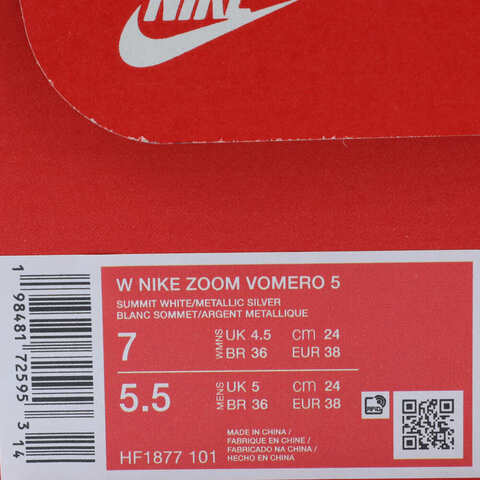 NIKE
W NIKE ZOOM VOMERO 5
SUMMIT WHITE/METALLIC SILVER
BLANC SOMMET/ARGENT METALLIQUE
7 WMNS UK 4.5 cm 24
BR 36 EUR 38
5.5 MENS UK 5 cm 24
BR 36 EUR 38
RFID
MADE IN CHINA /
FABRIQUE EN CHINE /
FABRICADO NA CHINA /
HECHO EN CHINA
HF1877 101
1 98481 72595 3 14